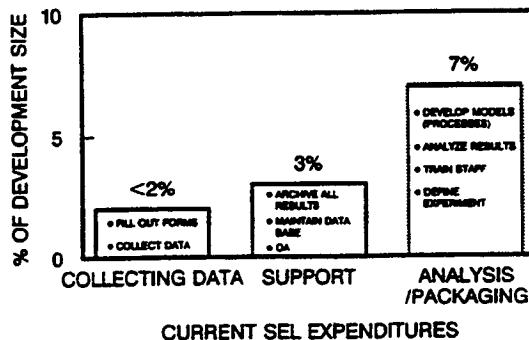 % OF DEVELOPMENT SIZE
10
5
0
<2%
• FILL OUT FORMS
• COLLECT DATA
3%
• ARCHIVE ALL
RESULTS
• MAINTAIN DATA
BASE
• QA
7%
• DEVELOP MODELS
(PROCESSES)
• ANALYZE RESULTS
• TRAIN STAFF
• DEFINE
EXPERIMENT
COLLECTING DATA
SUPPORT
ANALYSIS
/PACKAGING
CURRENT SEL EXPENDITURES